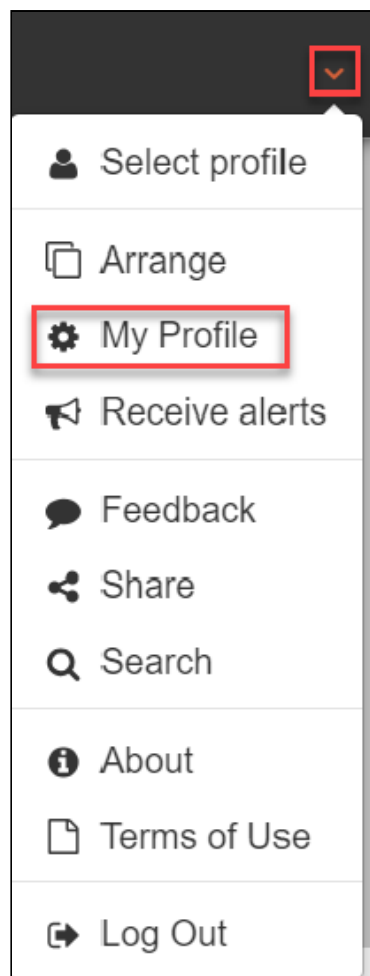 Select profile
Arrange
My Profile
Receive alerts
Feedback
Share
Search
About
Terms of Use
Log Out